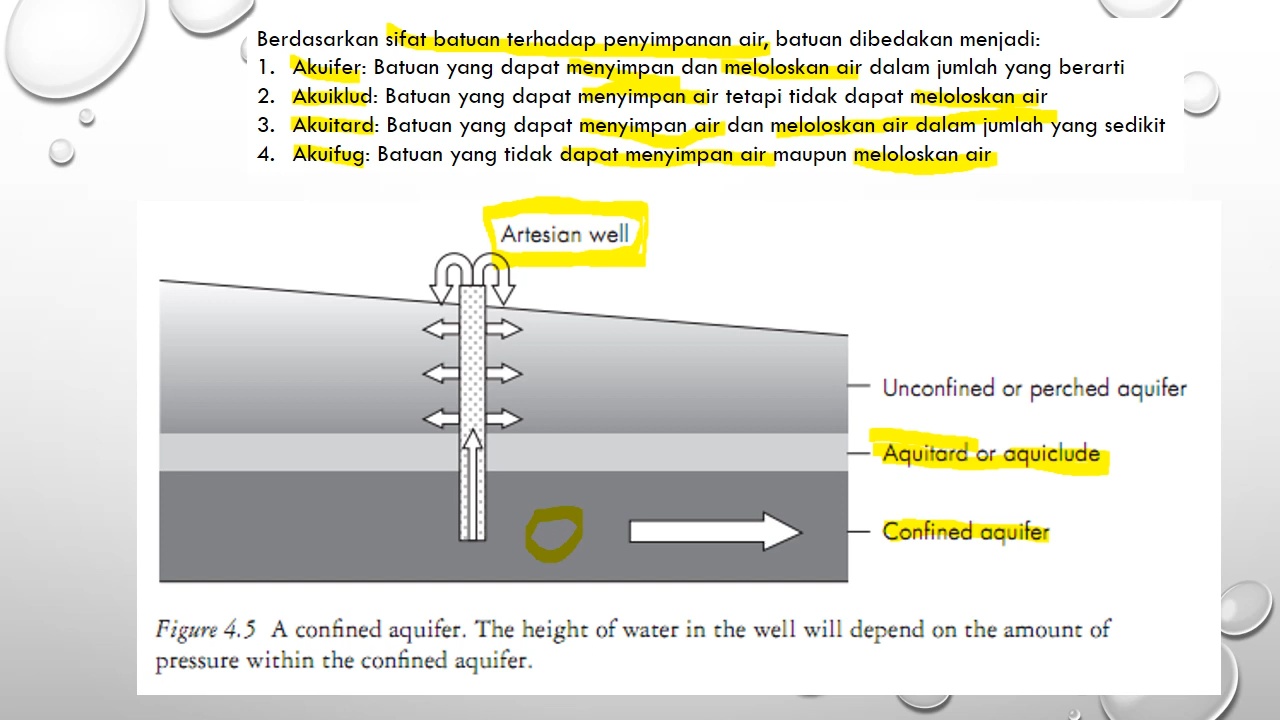 Berdasarkan sifat batuan terhadap penyimpanan air, batuan dibedakan menjadi:
1. Akuifer: Batuan yang dapat menyimpan dan meloloskan air dalam jumlah yang berarti
2. Akuiklud: Batuan yang dapat menyimpan air tetapi tidak dapat meloloskan air
3. Akuitard: Batuan yang dapat menyimpan air dan meloloskan air dalam jumlah yang sedikit
4. Akuifug: Batuan yang tidak dapat menyimpan air maupun meloloskan air
Artesian well
Unconfined or perched aquifer
Aquitard or aquiclude
Confined aquifer
Figure 4.5 A confined aquifer. The height of water in the well will depend on the amount of
pressure within the confined aquifer.